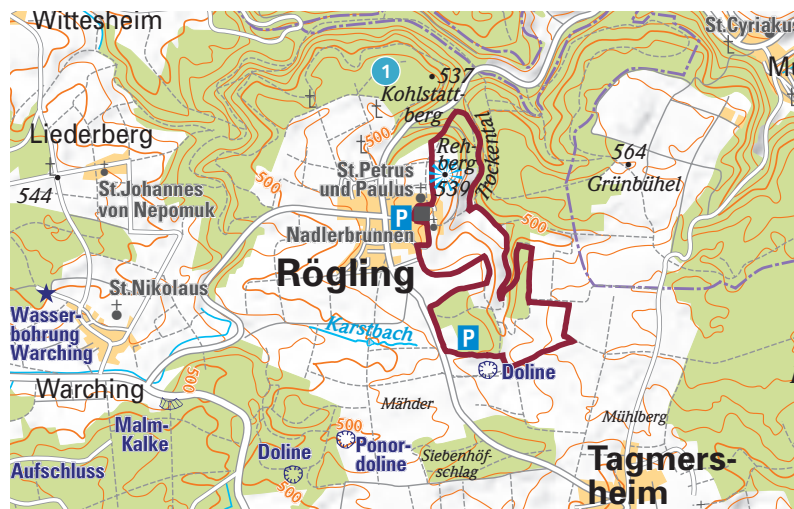 Wittesheim
St.Cyriakus
537
Kohlstatt-
berg
1
500
Liederberg
544
St.Johannes
von Nepomuk
500
St.Petrus
und Paulus
Reh-
berg
539
Trockental
564
Grünbühel
P
Nadlerbrunnen
500
Rögling
St.Nikolaus
Wasser-
bohrung
Warching
Karstbach
P
Doline
Warching
500
Malm-
Kalke
Mähder
Mühlberg
Aufschluss
Doline
500
Ponor-
doline
Siebenhöf-
schlag
500
Tagmers-
heim